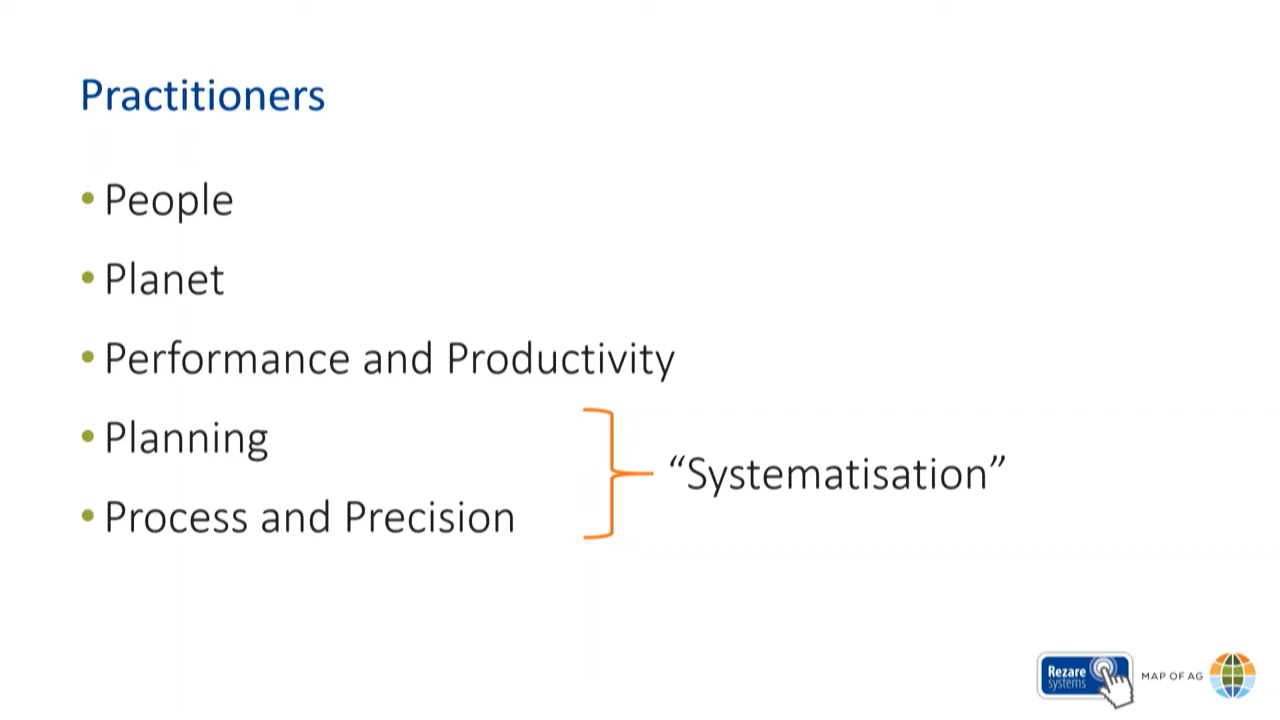 Practitioners
• People
• Planet
• Performance and Productivity
• Planning
• Process and Precision
“Systematisation”
Rezare
systems
MAP OF AG